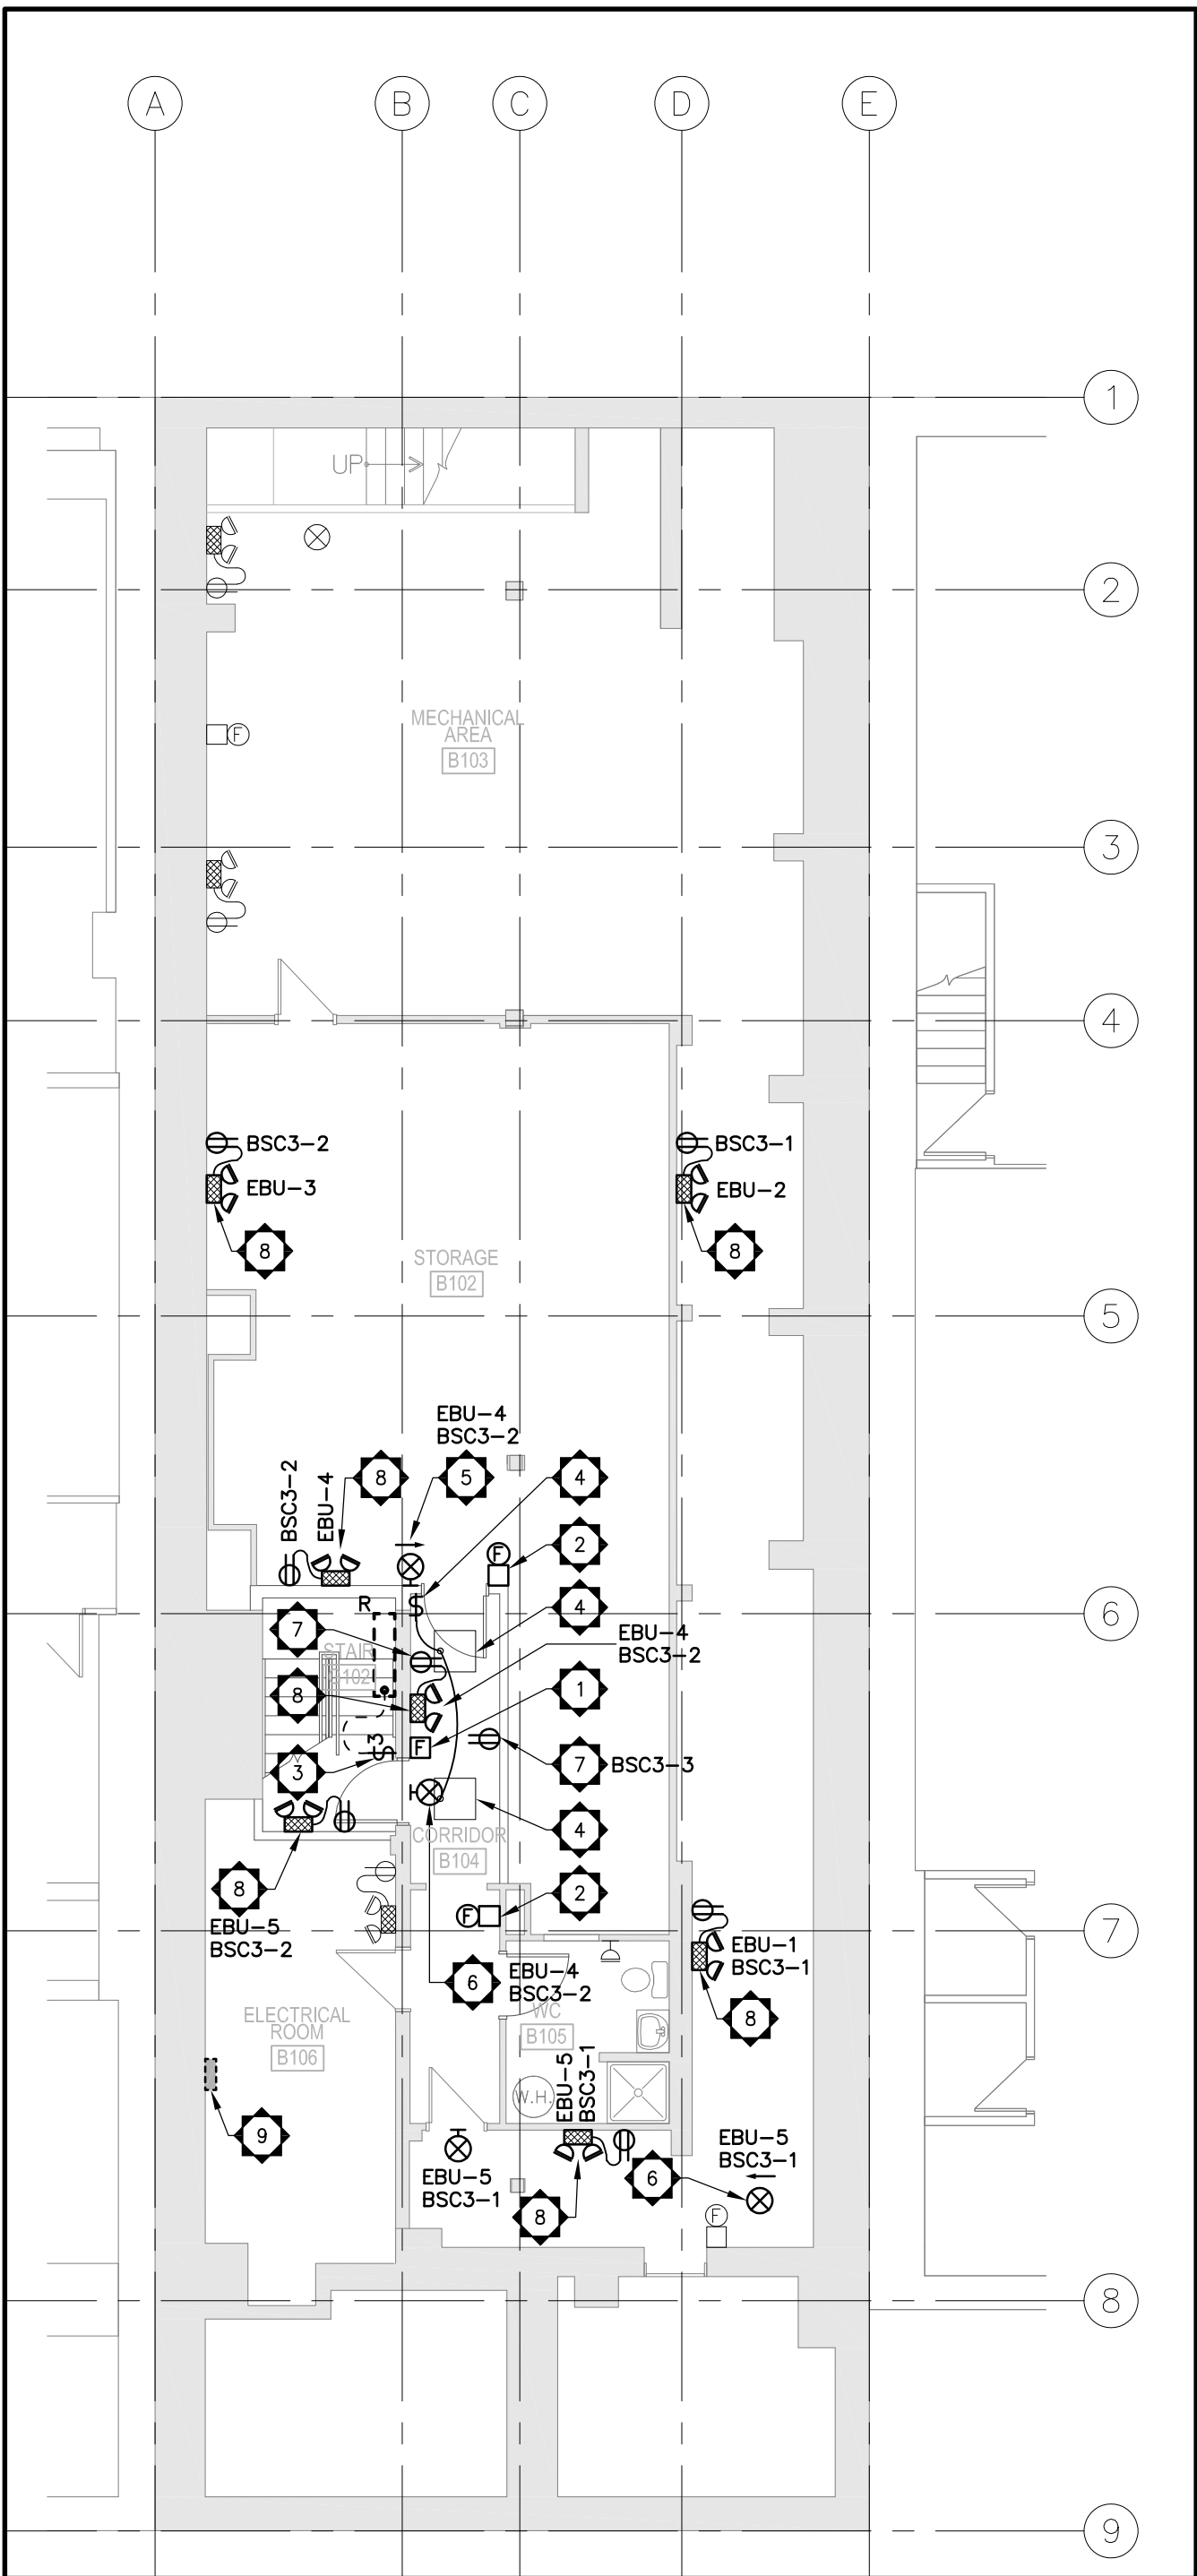 A
B
C
D
E
1
UP
2
MECHANICAL
AREA
B103
F
3
4
BSC3-2
EBU-3
8
BSC3-1
EBU-2
8
STORAGE
B102
5
EBU-4
BSC3-2
BSC3-2
EBU-4
8
5
4
F
2
$
R
4
6
7
STAIR
B102
EBU-4
BSC3-2
8
1
F
$3
3
7
BSC3-3
4
CORRIDOR
B104
8
EBU-5
BSC3-2
2
F
7
EBU-1
BSC3-1
8
6
EBU-4
BSC3-2
WC
B105
ELECTRICAL
ROOM
B106
W.H.
EBU-5
BSC3-1
9
EBU-5
BSC3-1
EBU-5
BSC3-1
6
8
F
8
9